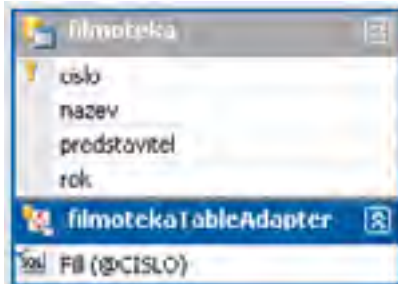 filmoteka
cislo
nazev
predstavitel
rok
filmotekaTableAdapter
Fill (@CISLO)